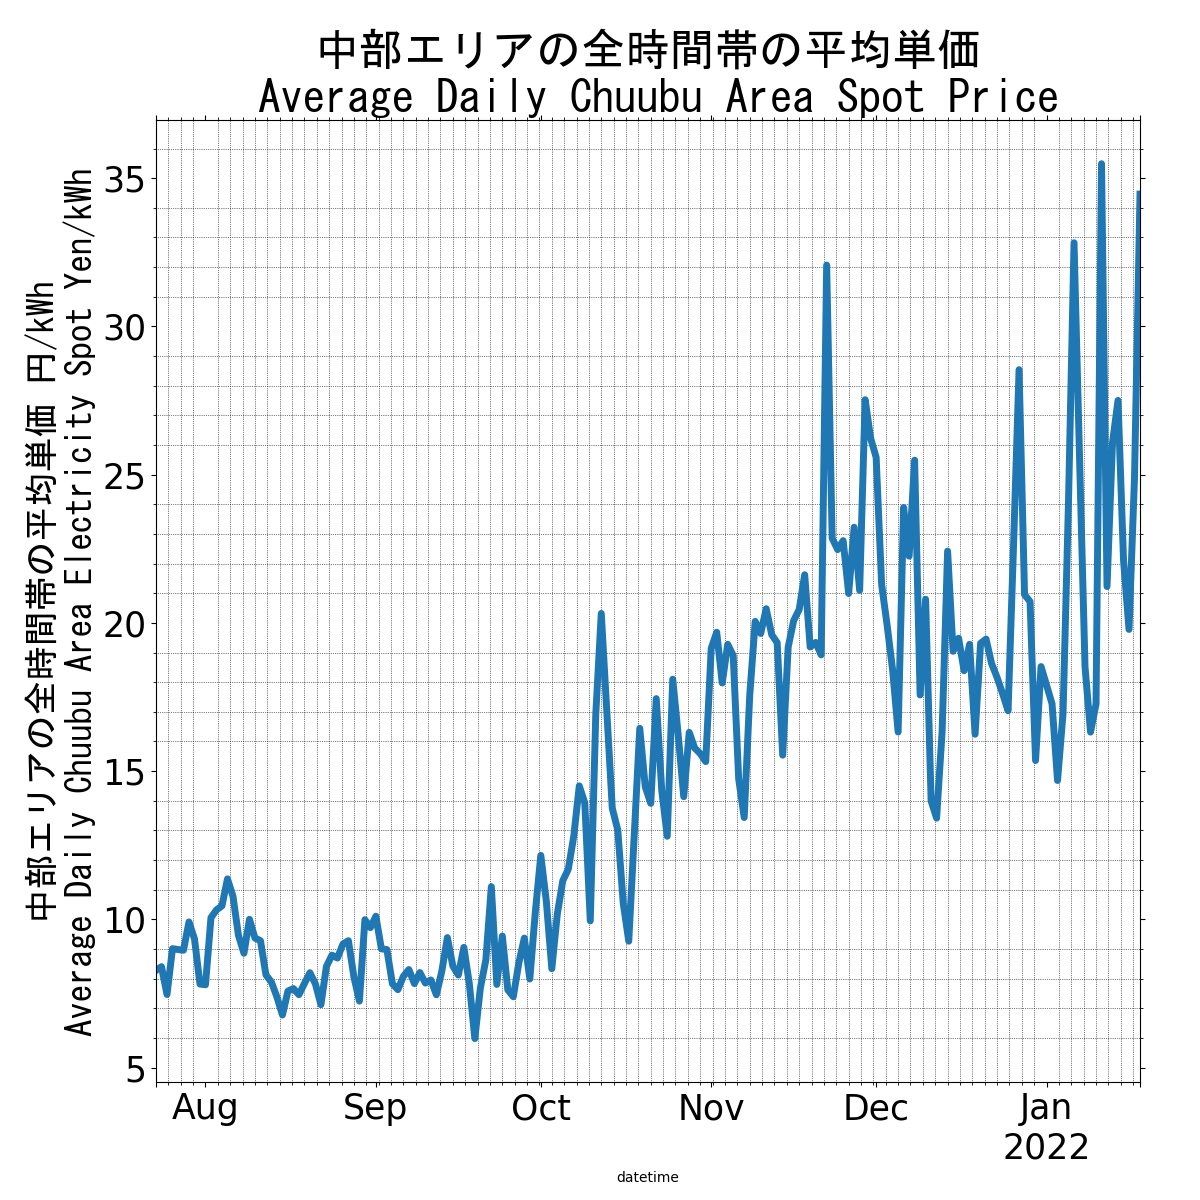 中部エリアの全時間帯の平均単価
Average Daily Chuubu Area Spot Price
中部エリアの全時間帯の平均単価 円/kWh
Average Daily Chuubu Area Electricity Spot Yen/kWh
35
30
25
20
15
10
5
Aug
Sep
Oct
Nov
Dec
Jan
2022
datetime